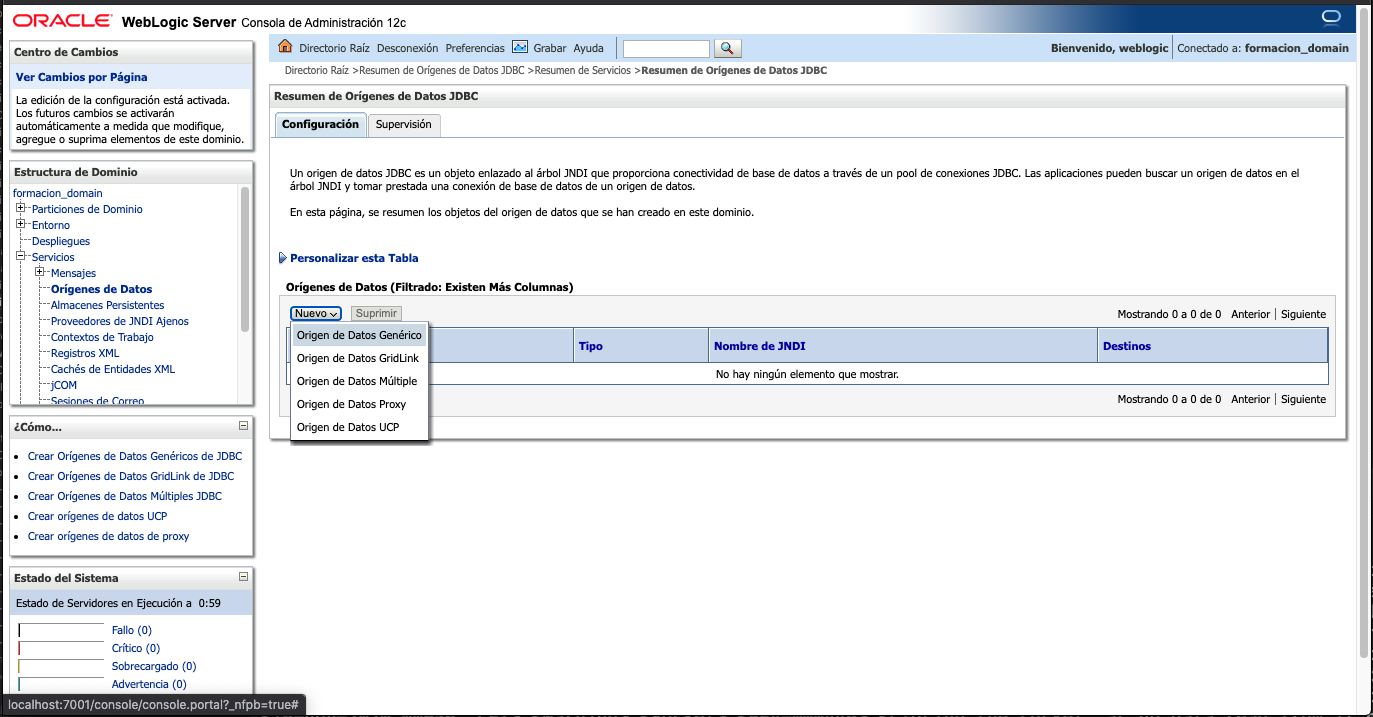 ORACLE WebLogic Server Consola de Administración 12c
Centro de Cambios
Ver Cambios por Página
La edición de la configuración está activada.
Los futuros cambios se activarán
automáticamente a medida que modifique,
agregue o suprima elementos de este dominio.
Estructura de Dominio
formacion_domain
Particiones de Dominio
Entorno
Despliegues
Servicios
Mensajes
Orígenes de Datos
Almacenes Persistentes
Proveedores de JNDI Ajenos
Contextos de Trabajo
Registros XML
Cachés de Entidades XML
jCOM
Sesiones de Correo
¿Cómo...
Crear Orígenes de Datos Genéricos de JDBC
Crear Orígenes de Datos GridLink de JDBC
Crear Orígenes de Datos Múltiples JDBC
Crear orígenes de datos UCP
Crear orígenes de datos de proxy
Estado del Sistema
Estado de Servidores en Ejecución a 0:59
Fallo (0)
Crítico (0)
Sobrecargado (0)
Advertencia (0)
localhost:7001/console/console.portal?_nfpb=true#
Directorio Raíz Desconexión Preferencias Grabar Ayuda
Bienvenido, weblogic Conectado a: formacion_domain
Directorio Raíz >Resumen de Orígenes de Datos JDBC >Resumen de Servicios >Resumen de Orígenes de Datos JDBC
Resumen de Orígenes de Datos JDBC
Configuración Supervisión
Un origen de datos JDBC es un objeto enlazado al árbol JNDI que proporciona conectividad de base de datos a través de un pool de conexiones JDBC. Las aplicaciones pueden buscar un origen de datos en el
árbol JNDI y tomar prestada una conexión de base de datos de un origen de datos.
En esta página, se resumen los objetos del origen de datos que se han creado en este dominio.
Personalizar esta Tabla
Orígenes de Datos (Filtrado: Existen Más Columnas)
Nuevo Suprimir
Mostrando 0 a 0 de 0 Anterior | Siguiente
Origen de Datos Genérico
Origen de Datos GridLink
Origen de Datos Múltiple
Origen de Datos Proxy
Origen de Datos UCP
Tipo Nombre de JNDI Destinos
No hay ningún elemento que mostrar.
Mostrando 0 a 0 de 0 Anterior | Siguiente